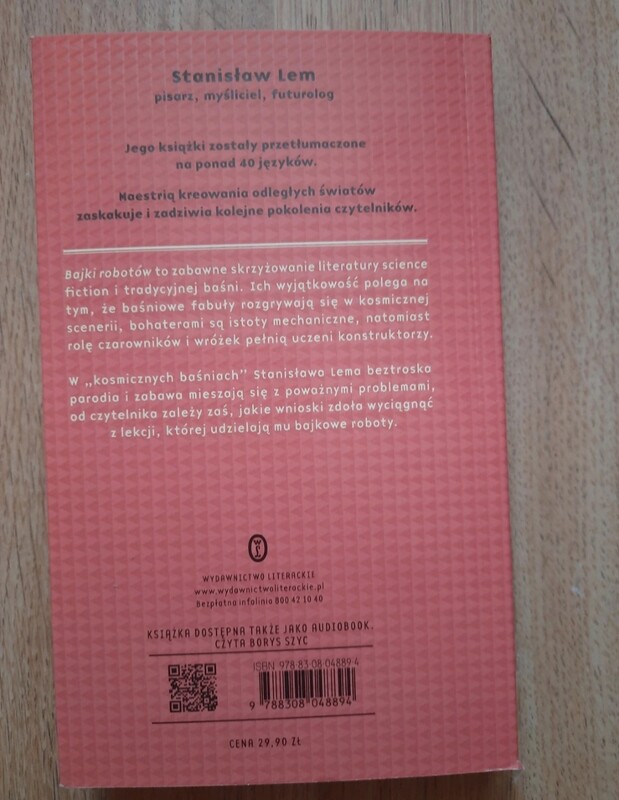 Stanisław Lem
pisarz, myśliciel, futurolog
Jego książki zostały przetłumaczone
na ponad 40 języków.
Maestrią kreowania odległych światów
zaskakuje i zadziwia kolejne pokolenia czytelników.
Bajki robotów to zabawne skrzyżowanie literatury science
fiction i tradycyjnej baśni. Ich wyjątkowość polega na
tym, że baśniowe fabuły rozgrywają się w kosmicznej
scenerii, bohaterami są istoty mechaniczne, natomiast
rolę czarowników i wróżek pełnią uczeni konstruktorzy.
W „kosmicznych baśniach” Stanisława Lema beztroska
parodia i zabawa mieszają się z poważnymi problemami,
od czytelnika zależy zaś, jakie wnioski zdoła wyciągnąć
z lekcji, której udzielają mu bajkowe roboty.
WYDAWNICTWO LITERACKIE
www.wydawnictwoliterackie.pl
Bezpłatna infolinia 800 42 10 40
KSIĄŻKA DOSTĘPNA TAKŻE JAKO AUDIOBOOK.
CZYTA BORYS SZYC
ISBN 978-83-08-04889-4
9 788308 048894
CENA 29,90 ZŁ